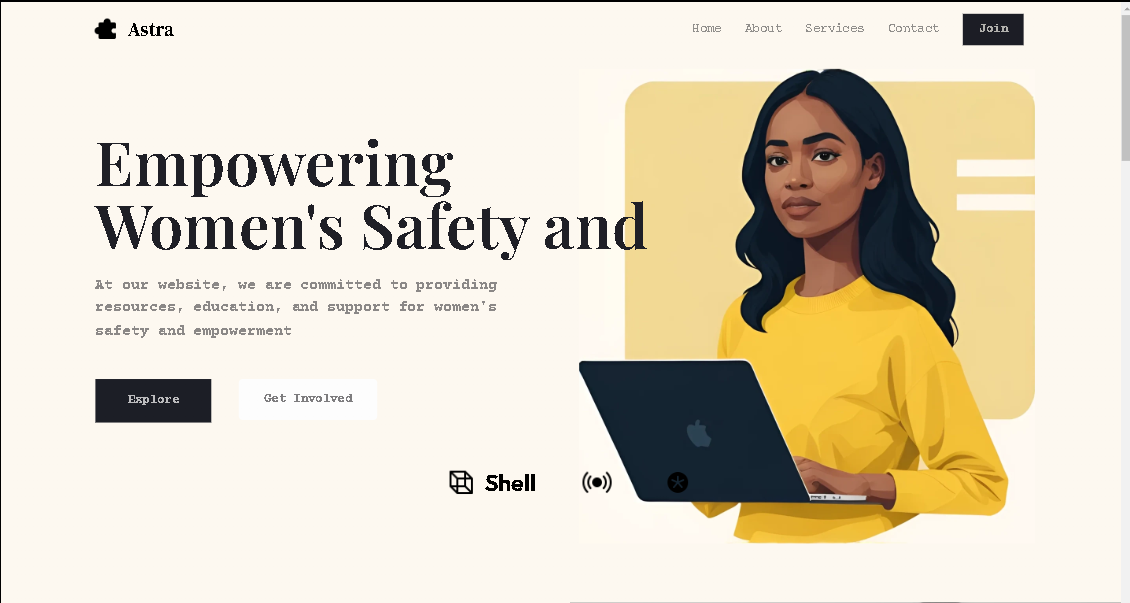 Astra
Home About Services Contact Join
Empowering
Women's Safety and
At our website, we are committed to providing
resources, education, and support for women's
safety and empowerment
Explore Get Involved
Shell